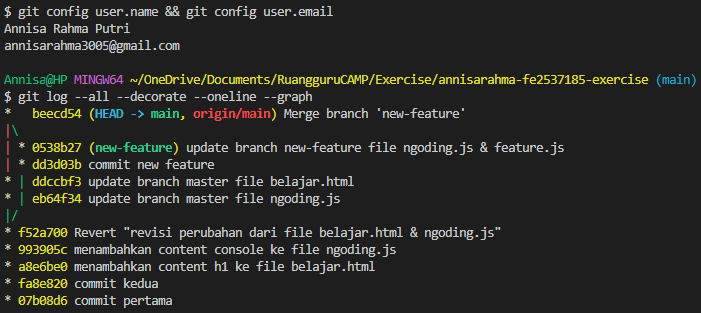 $ git config user.name && git config user.email
Annisa Rahma Putri
annisarahma3005@gmail.com
Annisa@HP MINGW64 ~/OneDrive/Documents/RuangguruCAMP/Exercise/annisarahma-fe2537185-exercise (main)
$ git log --all --decorate --oneline --graph
*   beecd54 (HEAD -> main, origin/main) Merge branch 'new-feature'
|\
| * 0538b27 (new-feature) update branch new-feature file ngoding.js & feature.js
| * dd3d03b commit new feature
* | ddccbf3 update branch master file belajar.html
* | eb64f34 update branch master file ngoding.js
|/
* f52a700 Revert "revisi perubahan dari file belajar.html & ngoding.js"
* 993905c menambahkan content console ke file ngoding.js
* a8e6be0 menambahkan content h1 ke file belajar.html
* fa8e820 commit kedua
* 07b08d6 commit pertama